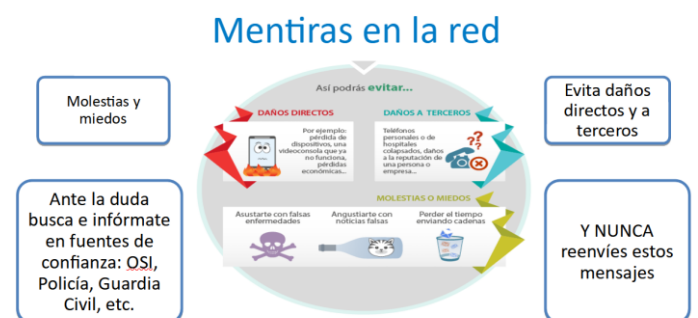 Mentiras en la red
Molestias y
miedos
Ante la duda
busca e infórmate
en fuentes de
confianza: OSI,
Policía, Guardia
Civil, etc.
Así podrás evitar...
DAÑOS DIRECTOS
Por ejemplo:
pérdida de
dispositivos, una
videoconsola que ya
no funciona,
pérdidas
económicas...
DAÑOS A TERCEROS
Teléfonos
personales o de
hospitales
colapsados, daños
a la reputación de
una persona o
empresa...
MOLESTIAS O MIEDOS
Asustarte con falsas
enfermedades
Angustiarte con
noticias falsas
Perder el tiempo
enviando cadenas
Evita daños
directos y a
terceros
Y NUNCA
reenvíes estos
mensajes